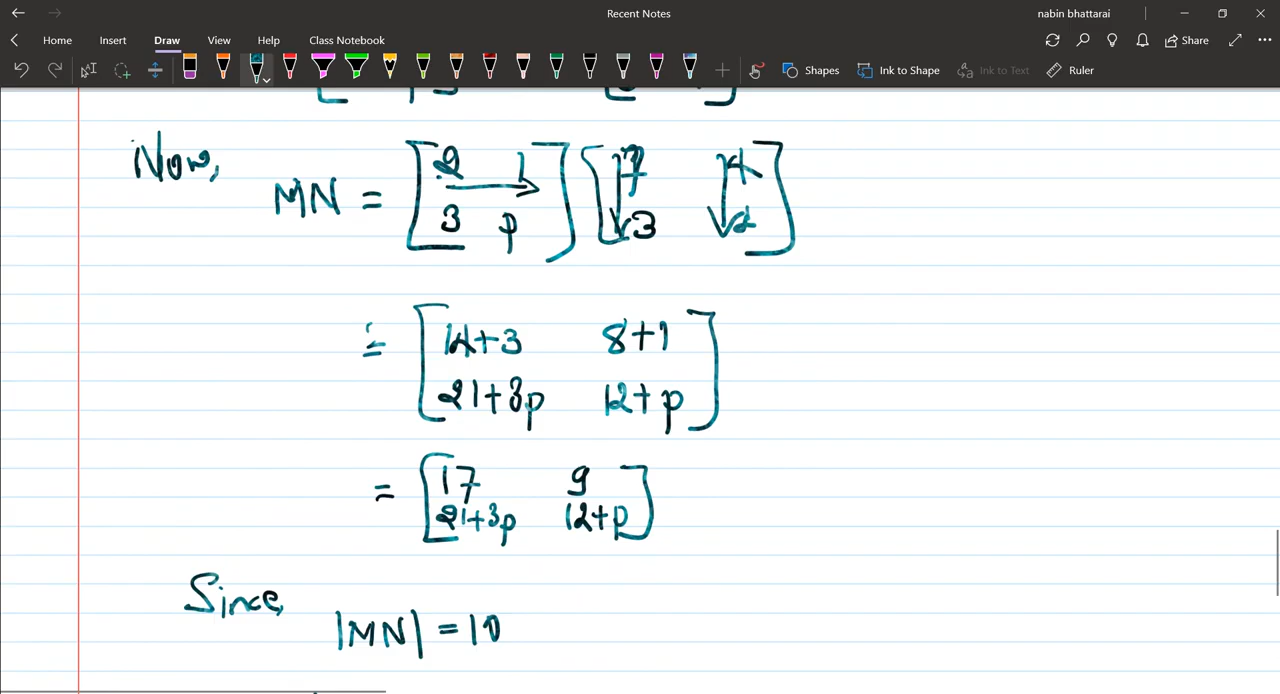 Recent Notes
nabin bhattarai
Home Insert Draw View Help Class Notebook
Share
Shapes Ink to Shape Ink to Text Ruler
Now,
MN = [ 2 1 ] [ 7 4 ]
3 p 3
= [ 14+3 8+1 ]
21+3p 12+p
= [ 17 9 ]
21+3p 12+p
Since,
|MN| = 10